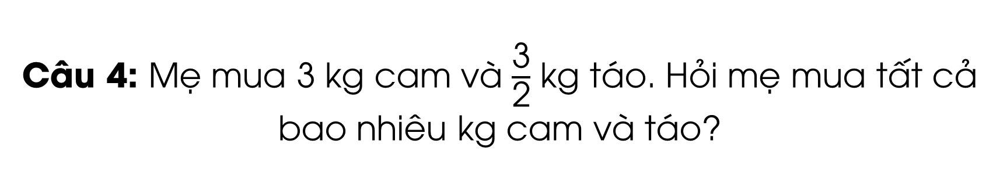 Câu 4: Mẹ mua 3 kg cam và 3/2 kg táo. Hỏi mẹ mua tất cả
bao nhiêu kg cam và táo?